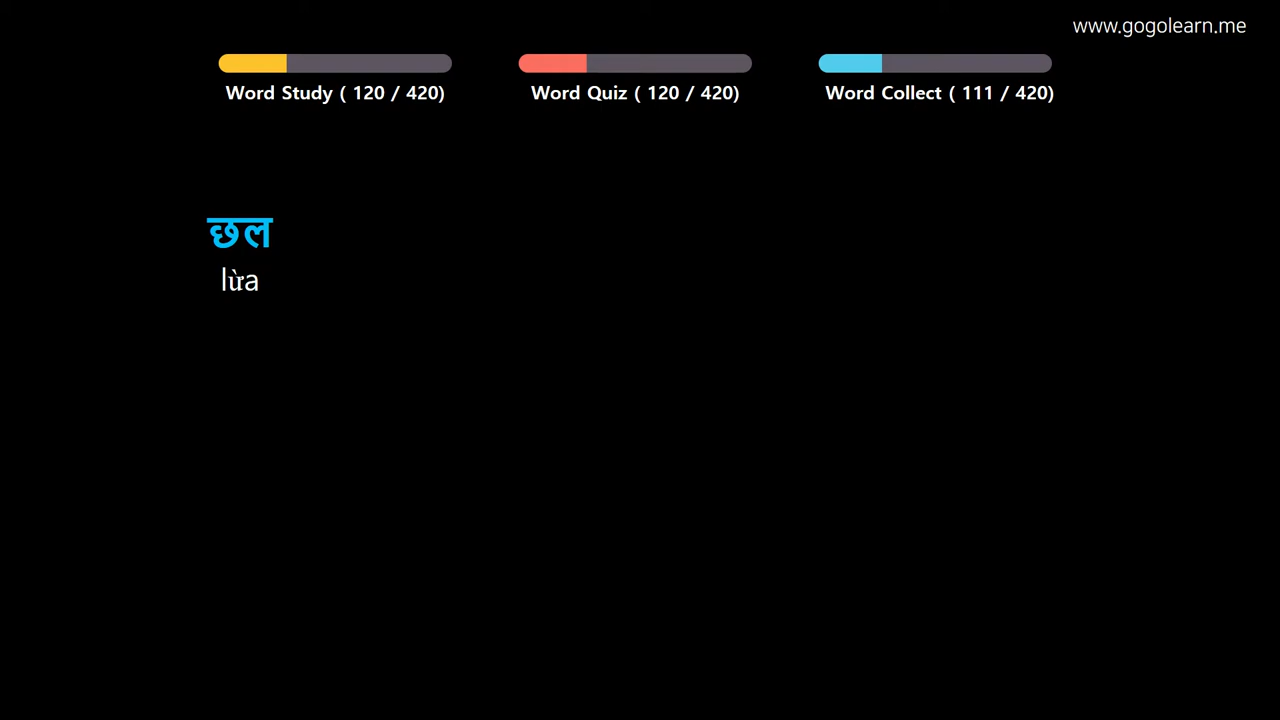 www.gogolearn.me
Word Study ( 120 / 420)
Word Quiz ( 120 / 420)
Word Collect ( 111 / 420)
छल
lừa